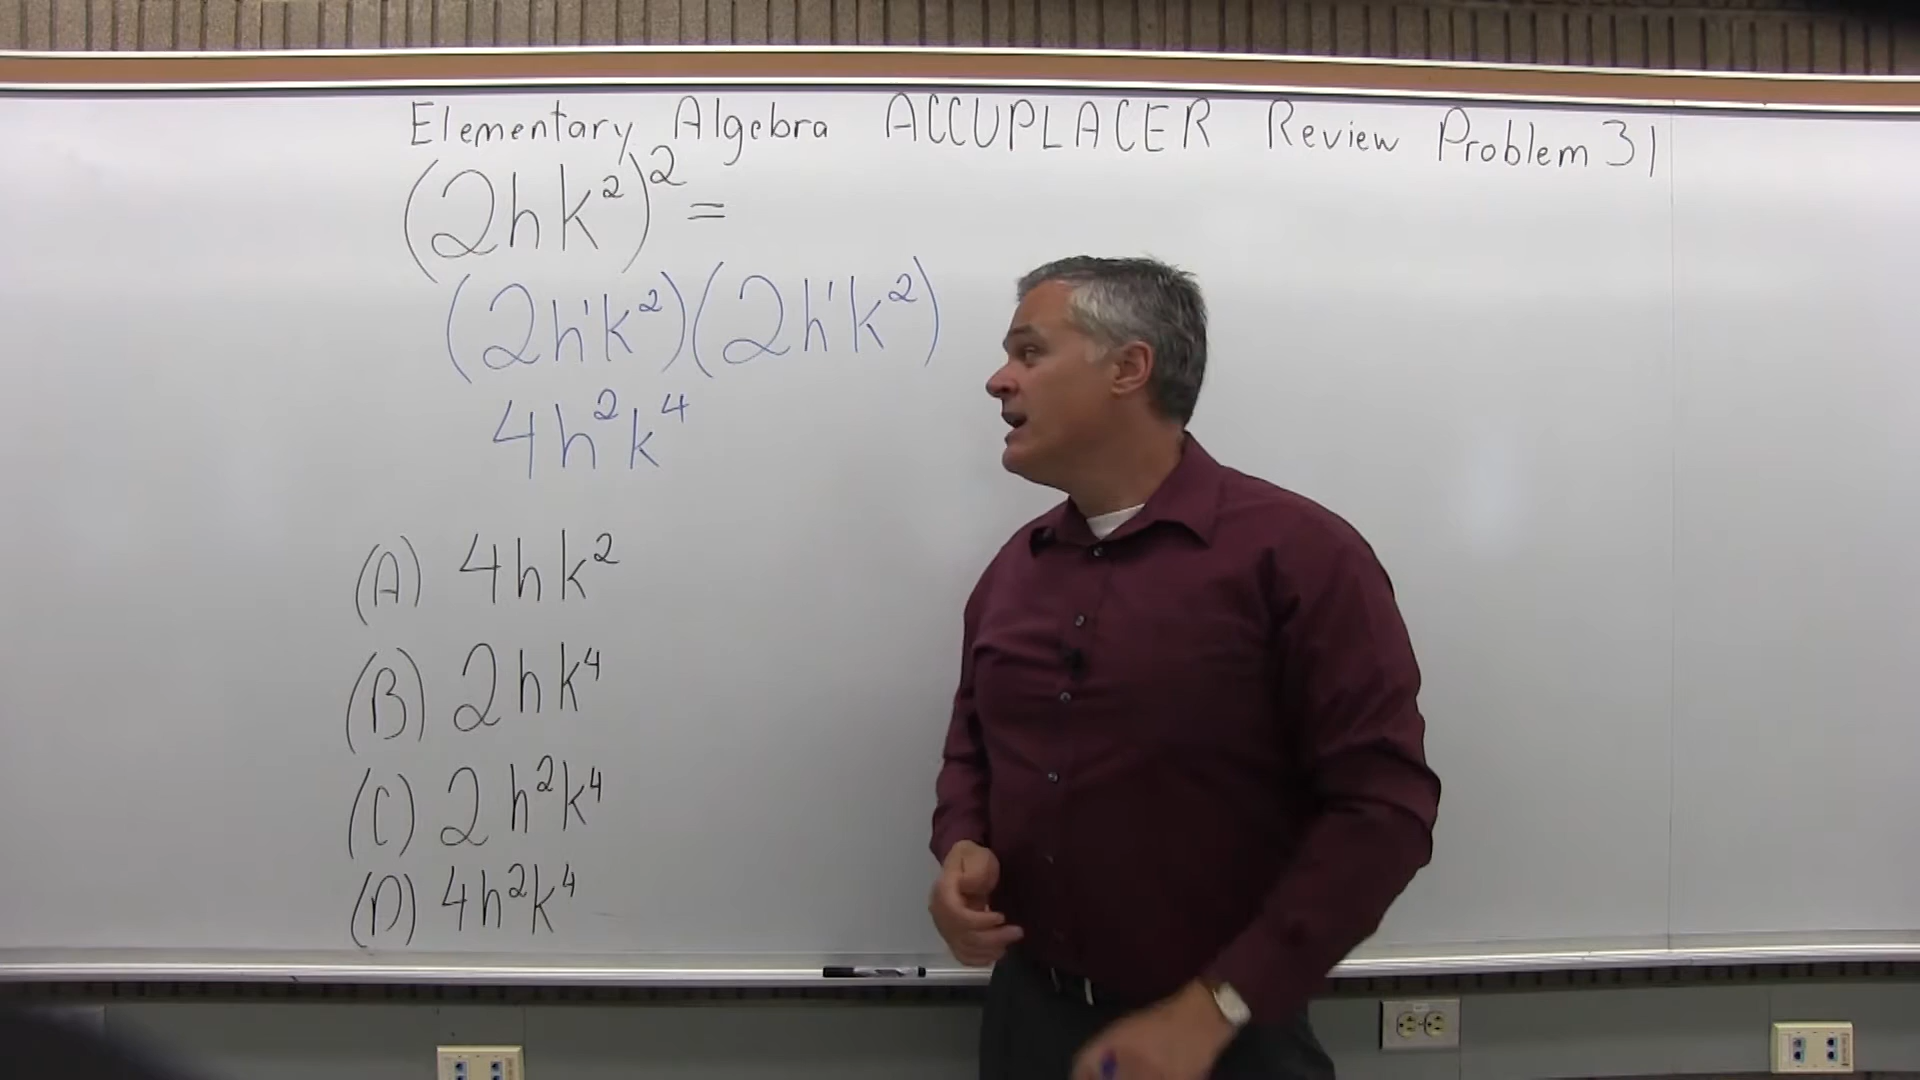 Elementary Algebra ACCUPLACER Review Problem 31
(2hk²)² =
(2h¹k²)(2h¹k²)
4h²k⁴
(A) 4hk²
(B) 2hk⁴
(C) 2h²k⁴
(D) 4h²k⁴